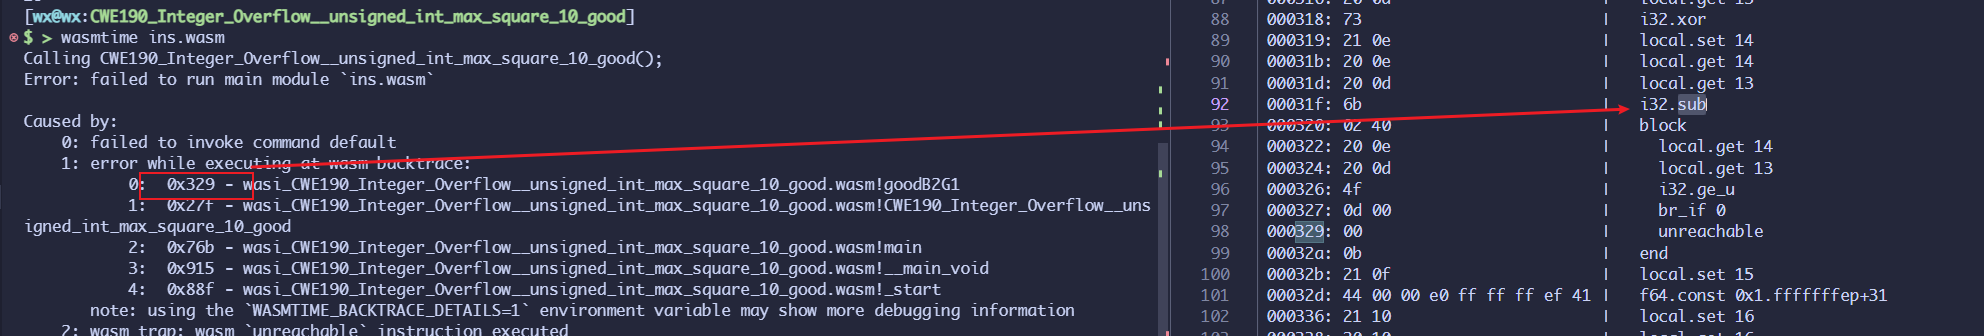 [wx@wx:CWE190_Integer_Overflow__unsigned_int_max_square_10_good]
$ > wasmtime ins.wasm
Calling CWE190_Integer_Overflow__unsigned_int_max_square_10_good();
Error: failed to run main module `ins.wasm`
Caused by:
0: failed to invoke command default
1: error while executing at wasm backtrace:
0: 0x329 - wasi_CWE190_Integer_Overflow__unsigned_int_max_square_10_good.wasm!goodB2G1
1: 0x27f - wasi_CWE190_Integer_Overflow__unsigned_int_max_square_10_good.wasm!CWE190_Integer_Overflow__uns
igned_int_max_square_10_good
2: 0x76b - wasi_CWE190_Integer_Overflow__unsigned_int_max_square_10_good.wasm!main
3: 0x915 - wasi_CWE190_Integer_Overflow__unsigned_int_max_square_10_good.wasm!__main_void
4: 0x88f - wasi_CWE190_Integer_Overflow__unsigned_int_max_square_10_good.wasm!_start
note: using the `WASMTIME_BACKTRACE_DETAILS=1` environment variable may show more debugging information
2: wasm trap: wasm `unreachable` instruction executed
88 000318: 73 | i32.xor
89 000319: 21 0e | local.set 14
90 00031b: 20 0e | local.get 14
91 00031d: 20 0d | local.get 13
92 00031f: 6b | i32.sub
93 000320: 02 40 | block
94 000322: 20 0e | local.get 14
95 000324: 20 0d | local.get 13
96 000326: 4f | i32.ge_u
97 000327: 0d 00 | br_if 0
98 000329: 00 | unreachable
99 00032a: 0b | end
100 00032b: 21 0f | local.set 15
101 00032d: 44 00 00 e0 ff ff ff ef 41 | f64.const 0x1.fffffffep+31
102 000336: 21 10 | local.set 16